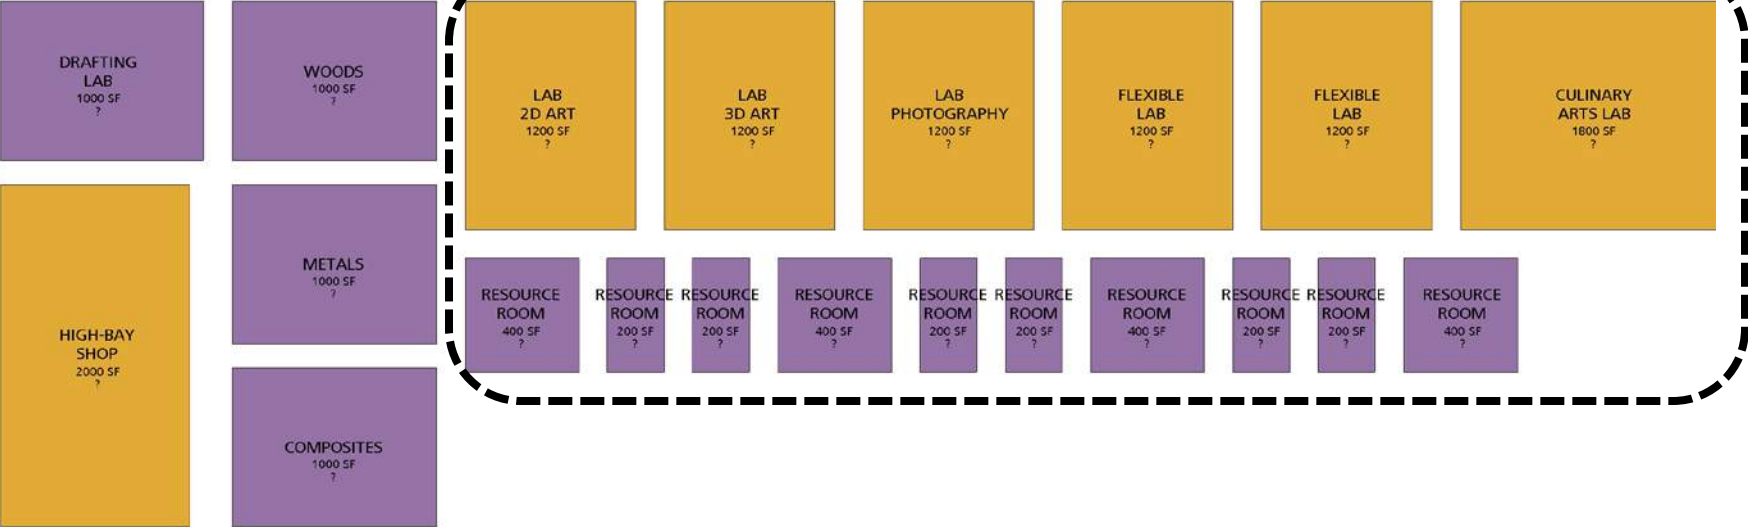 DRAFTING
LAB
1000 SF
?
WOODS
1000 SF
?
LAB
2D ART
1200 SF
?
LAB
3D ART
1200 SF
?
LAB
PHOTOGRAPHY
1200 SF
?
FLEXIBLE
LAB
1200 SF
?
FLEXIBLE
LAB
1200 SF
?
CULINARY
ARTS LAB
1800 SF
?
HIGH-BAY
SHOP
2000 SF
?
METALS
1000 SF
?
COMPOSITES
1000 SF
?
RESOURCE
ROOM
400 SF
?
RESOURCE
ROOM
200 SF
?
RESOURCE
ROOM
200 SF
?
RESOURCE
ROOM
400 SF
?
RESOURCE
ROOM
200 SF
?
RESOURCE
ROOM
200 SF
?
RESOURCE
ROOM
400 SF
?
RESOURCE
ROOM
200 SF
?
RESOURCE
ROOM
200 SF
?
RESOURCE
ROOM
400 SF
?